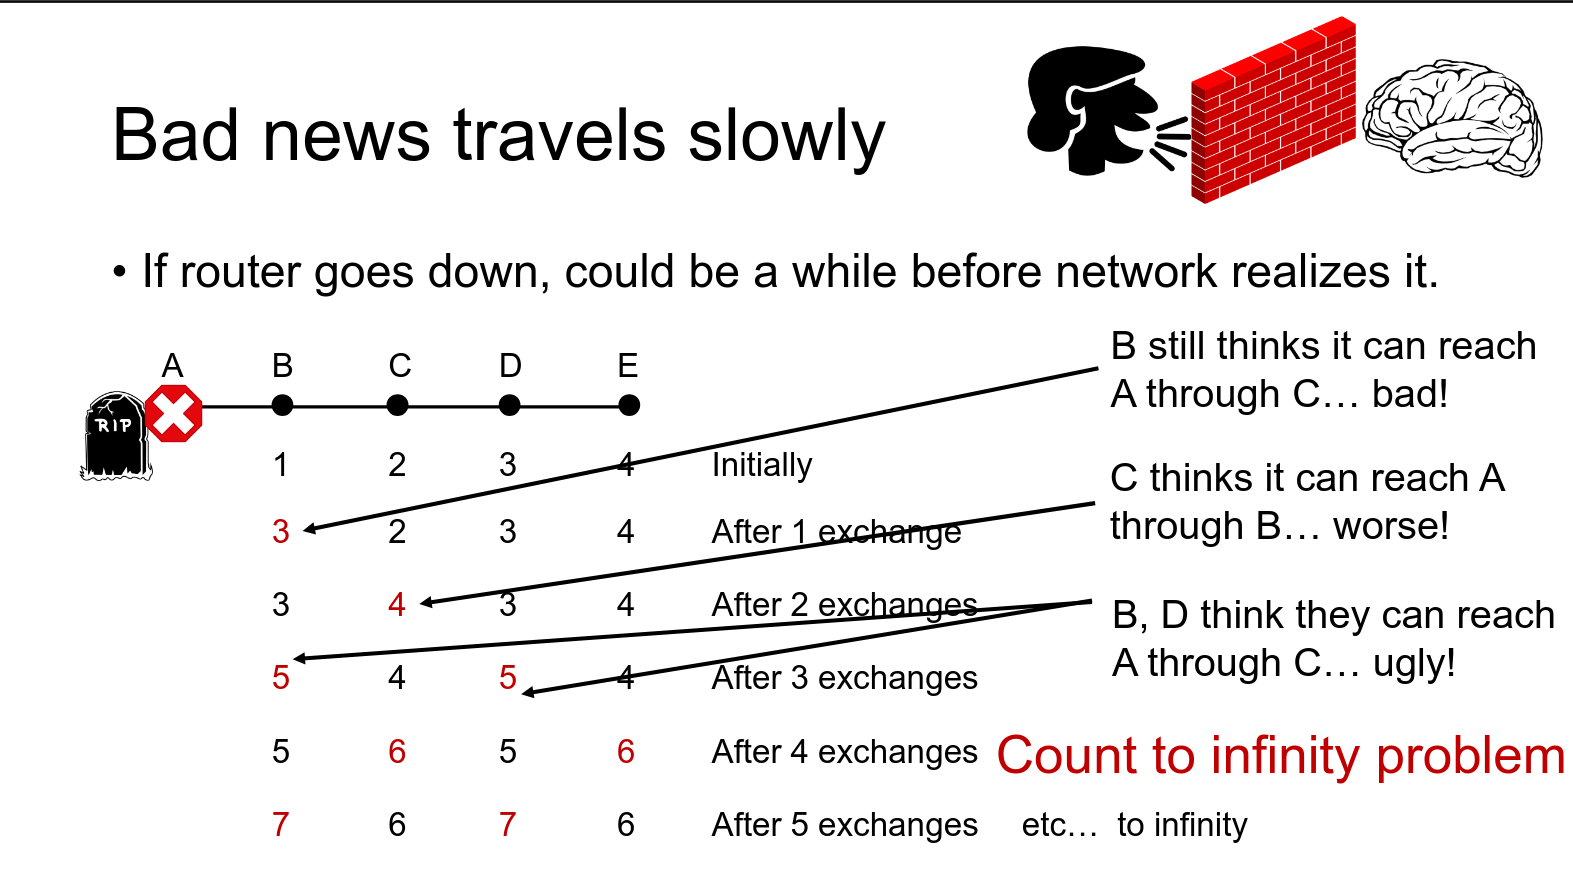 Bad news travels slowly
• If router goes down, could be a while before network realizes it.
A B C D E
RIP
1 2 3 4 Initially
3 2 3 4 After 1 exchange
3 4 3 4 After 2 exchanges
5 4 5 4 After 3 exchanges
5 6 5 6 After 4 exchanges
7 6 7 6 After 5 exchanges etc… to infinity
B still thinks it can reach
A through C… bad!
C thinks it can reach A
through B… worse!
B, D think they can reach
A through C… ugly!
Count to infinity problem